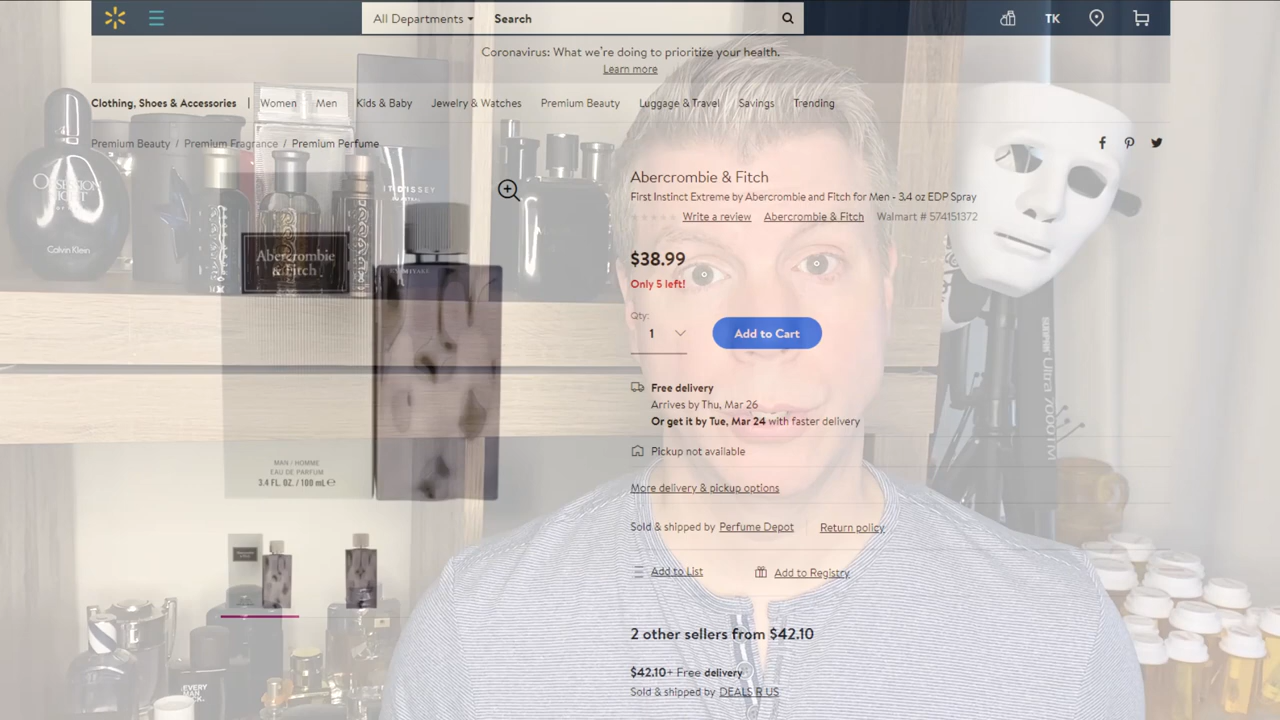 All Departments
Search
TK
Coronavirus: What we're doing to prioritize your health.
Learn more
Clothing, Shoes & Accessories | Women Men Kids & Baby Jewelry & Watches Premium Beauty Luggage & Travel Savings Trending
Premium Beauty / Premium Fragrance / Premium Perfume
Abercrombie & Fitch
First Instinct Extreme by Abercrombie and Fitch for Men - 3.4 oz EDP Spray
Write a review Abercrombie & Fitch Walmart # 574151372
$38.99
Only 5 left!
Qty:
1
Add to Cart
Free delivery
Arrives by Thu, Mar 26
Or get it by Tue, Mar 24 with faster delivery
Pickup not available
More delivery & pickup options
Sold & shipped by Perfume Depot Return policy
Add to List Add to Registry
2 other sellers from $42.10
$42.10 + Free delivery
Sold & shipped by DEALS R US
Calvin Klein
Abercrombie
& Fitch
MAN / HOMME
EAU DE PARFUM
3.4 FL. OZ. / 100 mL e
Ultra 7000TM